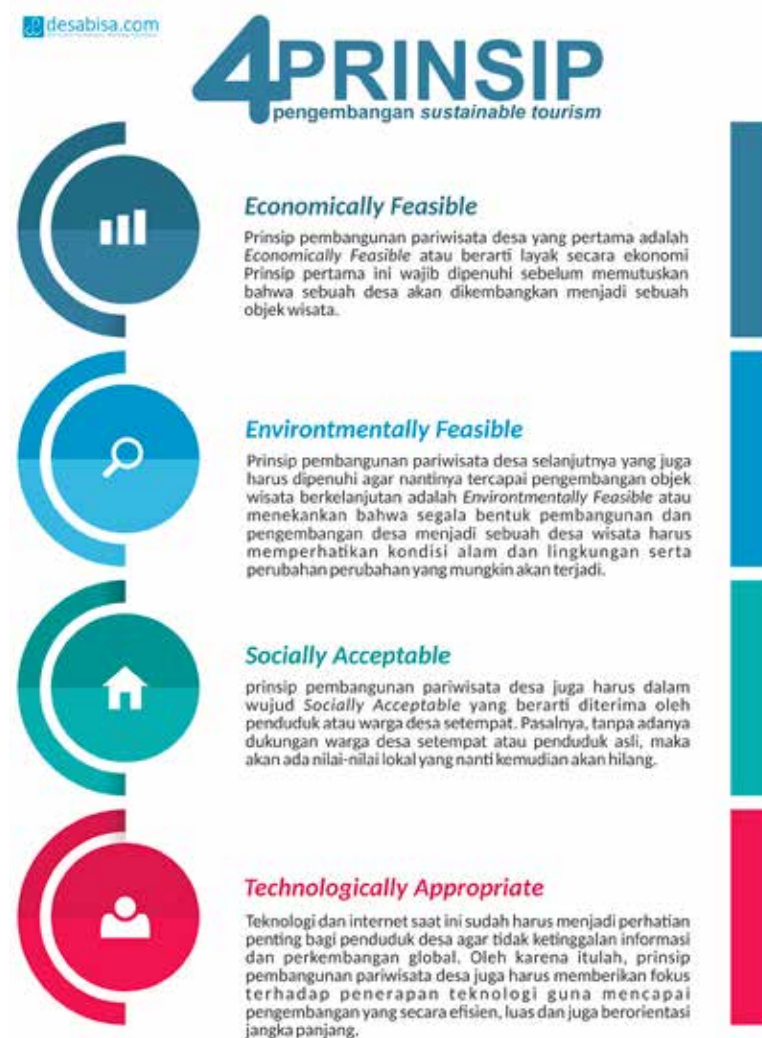 desabisa.com
4PRINSIP
pengembangan sustainable tourism
Economically Feasible
Prinsip pembangunan pariwisata desa yang pertama adalah
Economically Feasible atau berarti layak secara ekonomi
Prinsip pertama ini wajib dipenuhi sebelum memutuskan
bahwa sebuah desa akan dikembangkan menjadi sebuah
objek wisata.
Environtmentally Feasible
Prinsip pembangunan pariwisata desa selanjutnya yang juga
harus dipenuhi agar nantinya tercapai pengembangan objek
wisata berkelanjutan adalah Environtmentally Feasible atau
menekankan bahwa segala bentuk pembangunan dan
pengembangan desa menjadi sebuah desa wisata harus
memperhatikan kondisi alam dan lingkungan serta
perubahan perubahan yang mungkin akan terjadi.
Socially Acceptable
prinsip pembangunan pariwisata desa juga harus dalam
wujud Socially Acceptable yang berarti diterima oleh
penduduk atau warga desa setempat. Pasalnya, tanpa adanya
dukungan warga desa setempat atau penduduk asli, maka
akan ada nilai-nilai lokal yang nanti kemudian akan hilang.
Technologically Appropriate
Teknologi dan internet saat ini sudah harus menjadi perhatian
penting bagi penduduk desa agar tidak ketinggalan informasi
dan perkembangan global. Oleh karena itulah, prinsip
pembangunan pariwisata desa juga harus memberikan fokus
terhadap penerapan teknologi guna mencapai
pengembangan yang secara efisien, luas dan juga berorientasi
jangka panjang.